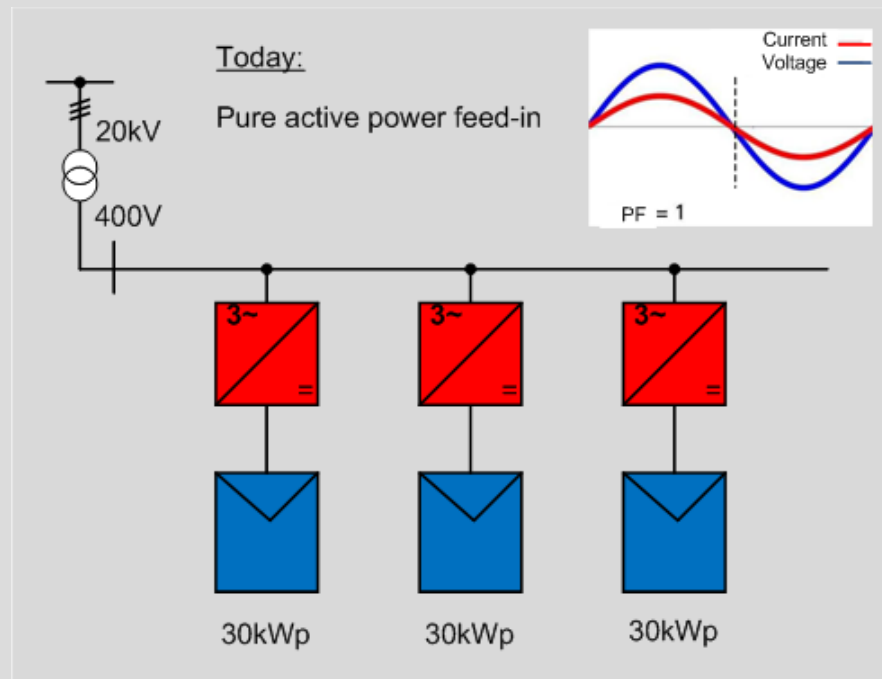 Today:
Pure active power feed-in
Current
Voltage
PF = 1
20kV
400V
3~
=
3~
=
3~
=
30kWp
30kWp
30kWp